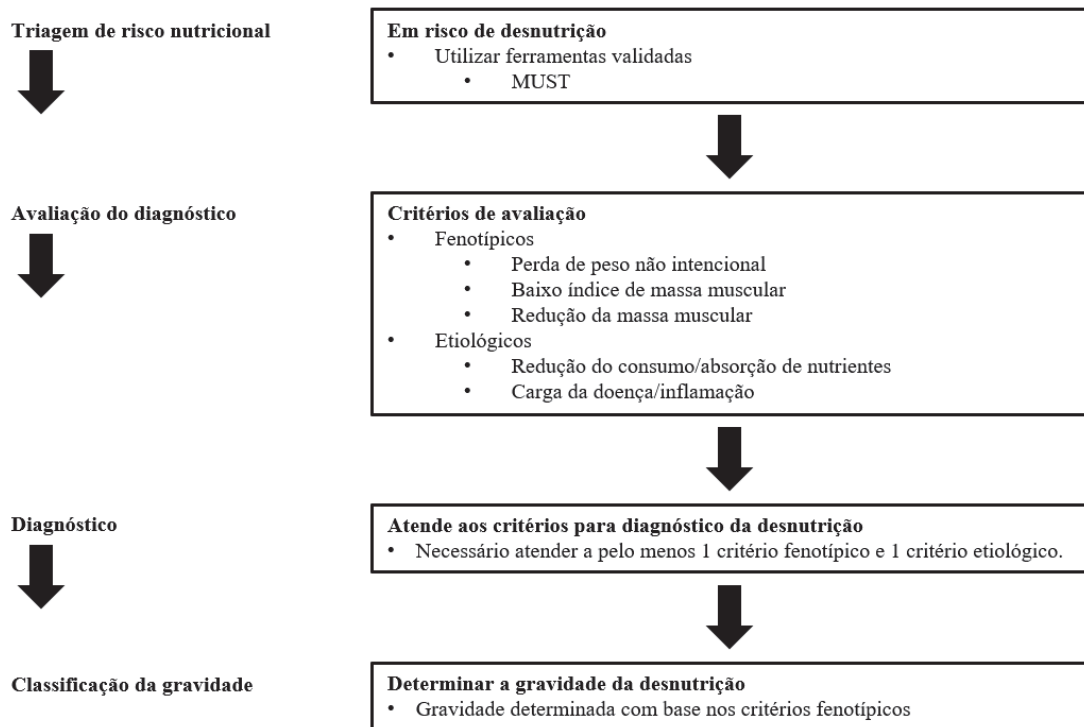 Triagem de risco nutricional
Em risco de desnutrição
• Utilizar ferramentas validadas
• MUST
Avaliação do diagnóstico
Critérios de avaliação
• Fenotípicos
• Perda de peso não intencional
• Baixo índice de massa muscular
• Redução da massa muscular
• Etiológicos
• Redução do consumo/absorção de nutrientes
• Carga da doença/inflamação
Diagnóstico
Atende aos critérios para diagnóstico da desnutrição
• Necessário atender a pelo menos 1 critério fenotípico e 1 critério etiológico.
Classificação da gravidade
Determinar a gravidade da desnutrição
• Gravidade determinada com base nos critérios fenotípicos